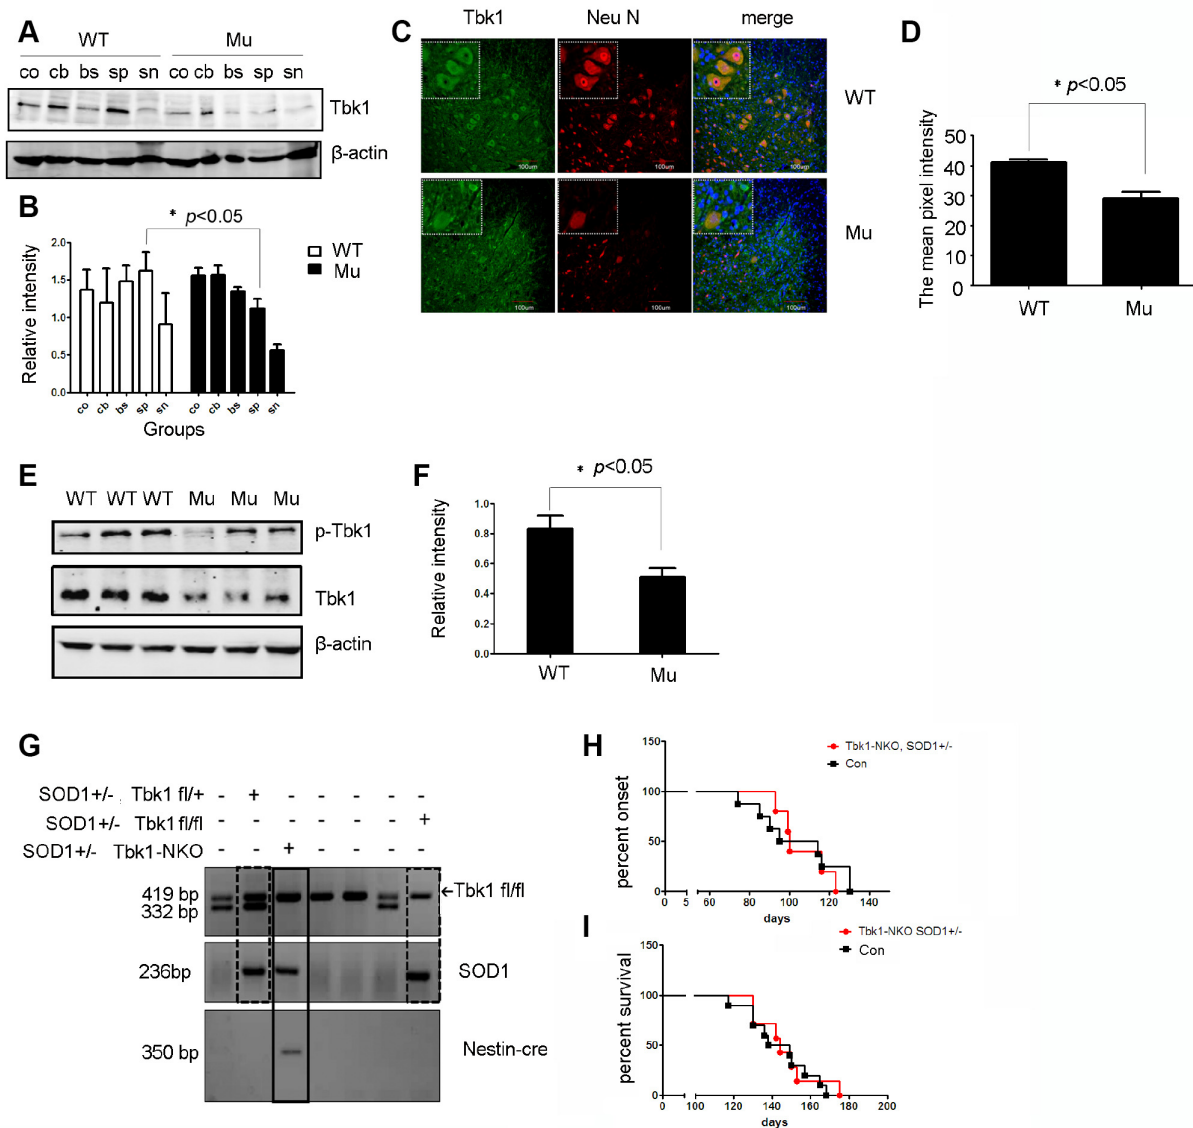 A
WT Mu
co cb bs sp sn co cb bs sp sn
Tbk1
β-actin
B
* p<0.05
WT
Mu
Relative intensity
2.0
1.5
1.0
0.5
0.0
co cb bs sp sn co cb bs sp sn
Groups
C
Tbk1 Neu N merge
WT
100um 100um 100um
Mu
100um 100um 100um
D
* p<0.05
The mean pixel intensity
50
40
30
20
10
0
WT Mu
E
WT WT WT Mu Mu Mu
p-Tbk1
Tbk1
β-actin
F
* p<0.05
Relative intensity
1.0
0.8
0.6
0.4
0.2
0.0
WT Mu
G
SOD1+/- Tbk1 fl/+ - + - - - - -
SOD1+/- Tbk1 fl/fl - - - - - - +
SOD1+/- Tbk1-NKO - - + - - - -
419 bp
332 bp
←Tbk1 fl/fl
236bp
SOD1
350 bp
Nestin-cre
H
Tbk1-NKO, SOD1+/-
Con
percent onset
150
100
50
0
0 5 60 80 100 120 140
days
I
Tbk1-NKO SOD1+/-
Con
percent survival
150
100
50
0
0 100 120 140 160 180 200
days